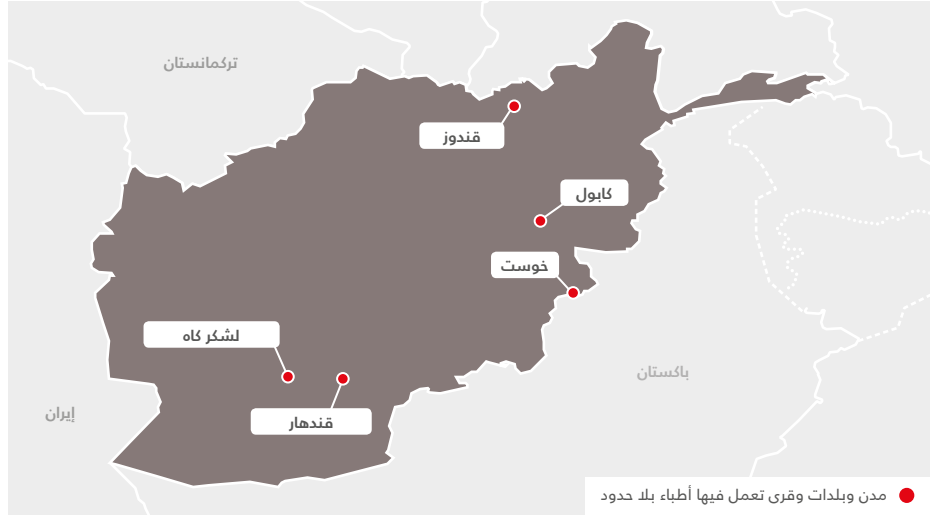 تركمانستان
قندوز
كابول
خوست
لشكر كاه
باكستان
قندهار
إيران
مدن وبلدات وقرى تعمل فيها أطباء بلا حدود